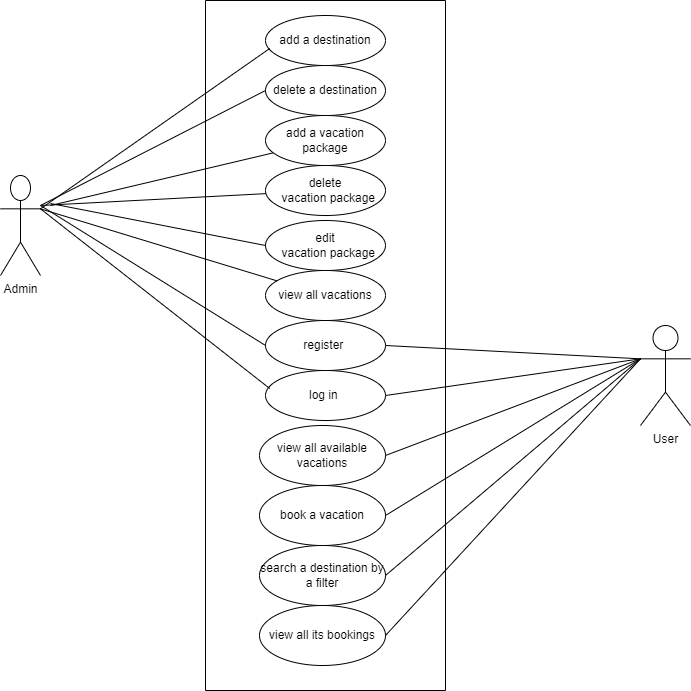 add a destination
delete a destination
add a vacation
package
delete
vacation package
edit
vacation package
Admin
view all vacations
register
log in
User
view all available
vacations
book a vacation
search a destination by
a filter
view all its bookings